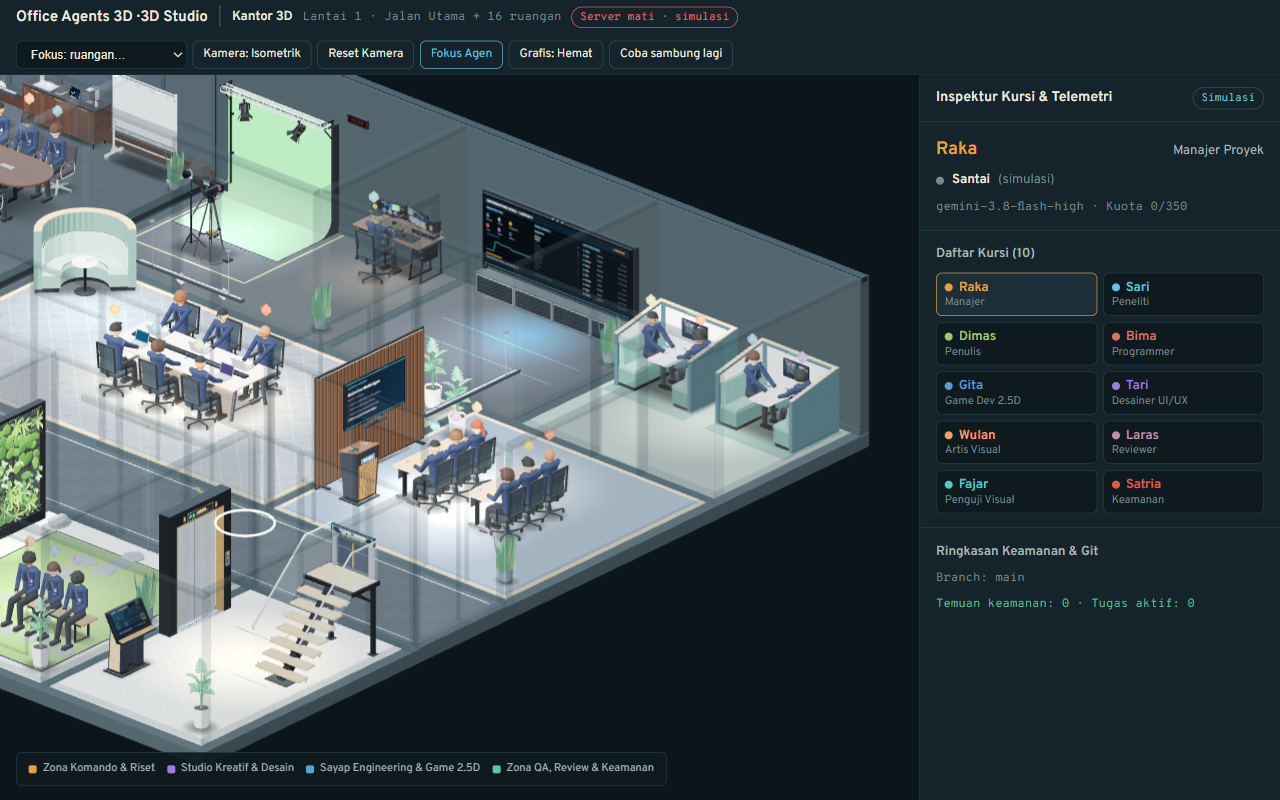 Office Agents 3D ·3D Studio
Kantor 3D
Lantai 1 · Jalan Utama + 16 ruangan
Server mati · simulasi
Fokus: ruangan...
Kamera: Isometrik
Reset Kamera
Fokus Agen
Grafis: Hemat
Coba sambung lagi
Inspektur Kursi & Telemetri
Simulasi
Raka
Manajer Proyek
Santai (simulasi)
gemini-3.8-flash-high · Kuota 0/350
Daftar Kursi (10)
Raka
Manajer
Sari
Peneliti
Dimas
Penulis
Bima
Programmer
Gita
Game Dev 2.5D
Tari
Desainer UI/UX
Wulan
Artis Visual
Laras
Reviewer
Fajar
Penguji Visual
Satria
Keamanan
Ringkasan Keamanan & Git
Branch: main
Temuan keamanan: 0 · Tugas aktif: 0
Zona Komando & Riset
Studio Kreatif & Desain
Sayap Engineering & Game 2.5D
Zona QA, Review & Keamanan